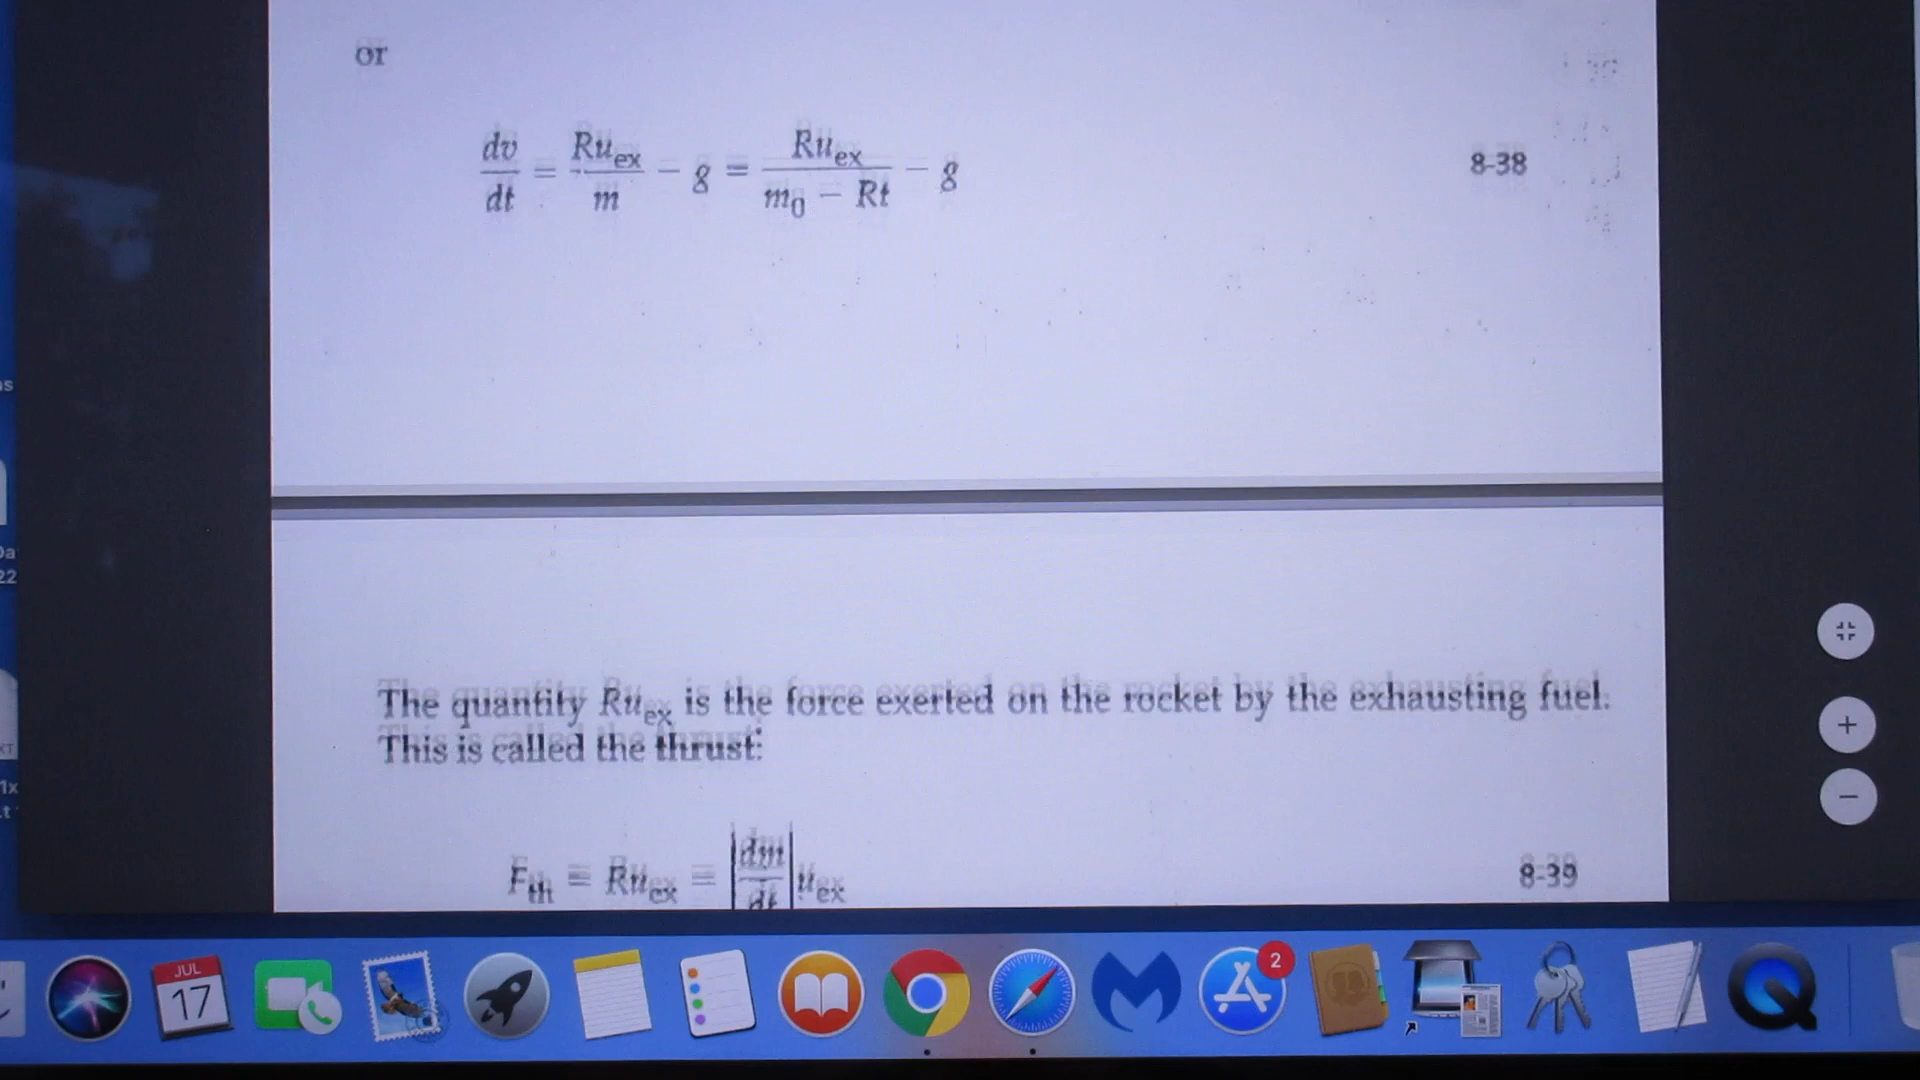 or
dv/dt = Ru_ex/m − g = Ru_ex/(m_0 − Rt) − g 8-38
The quantity Ru_ex is the force exerted on the rocket by the exhausting fuel.
This is called the thrust:
F_th = Ru_ex = |dm/dt| u_ex 8-39
JUL
17
2